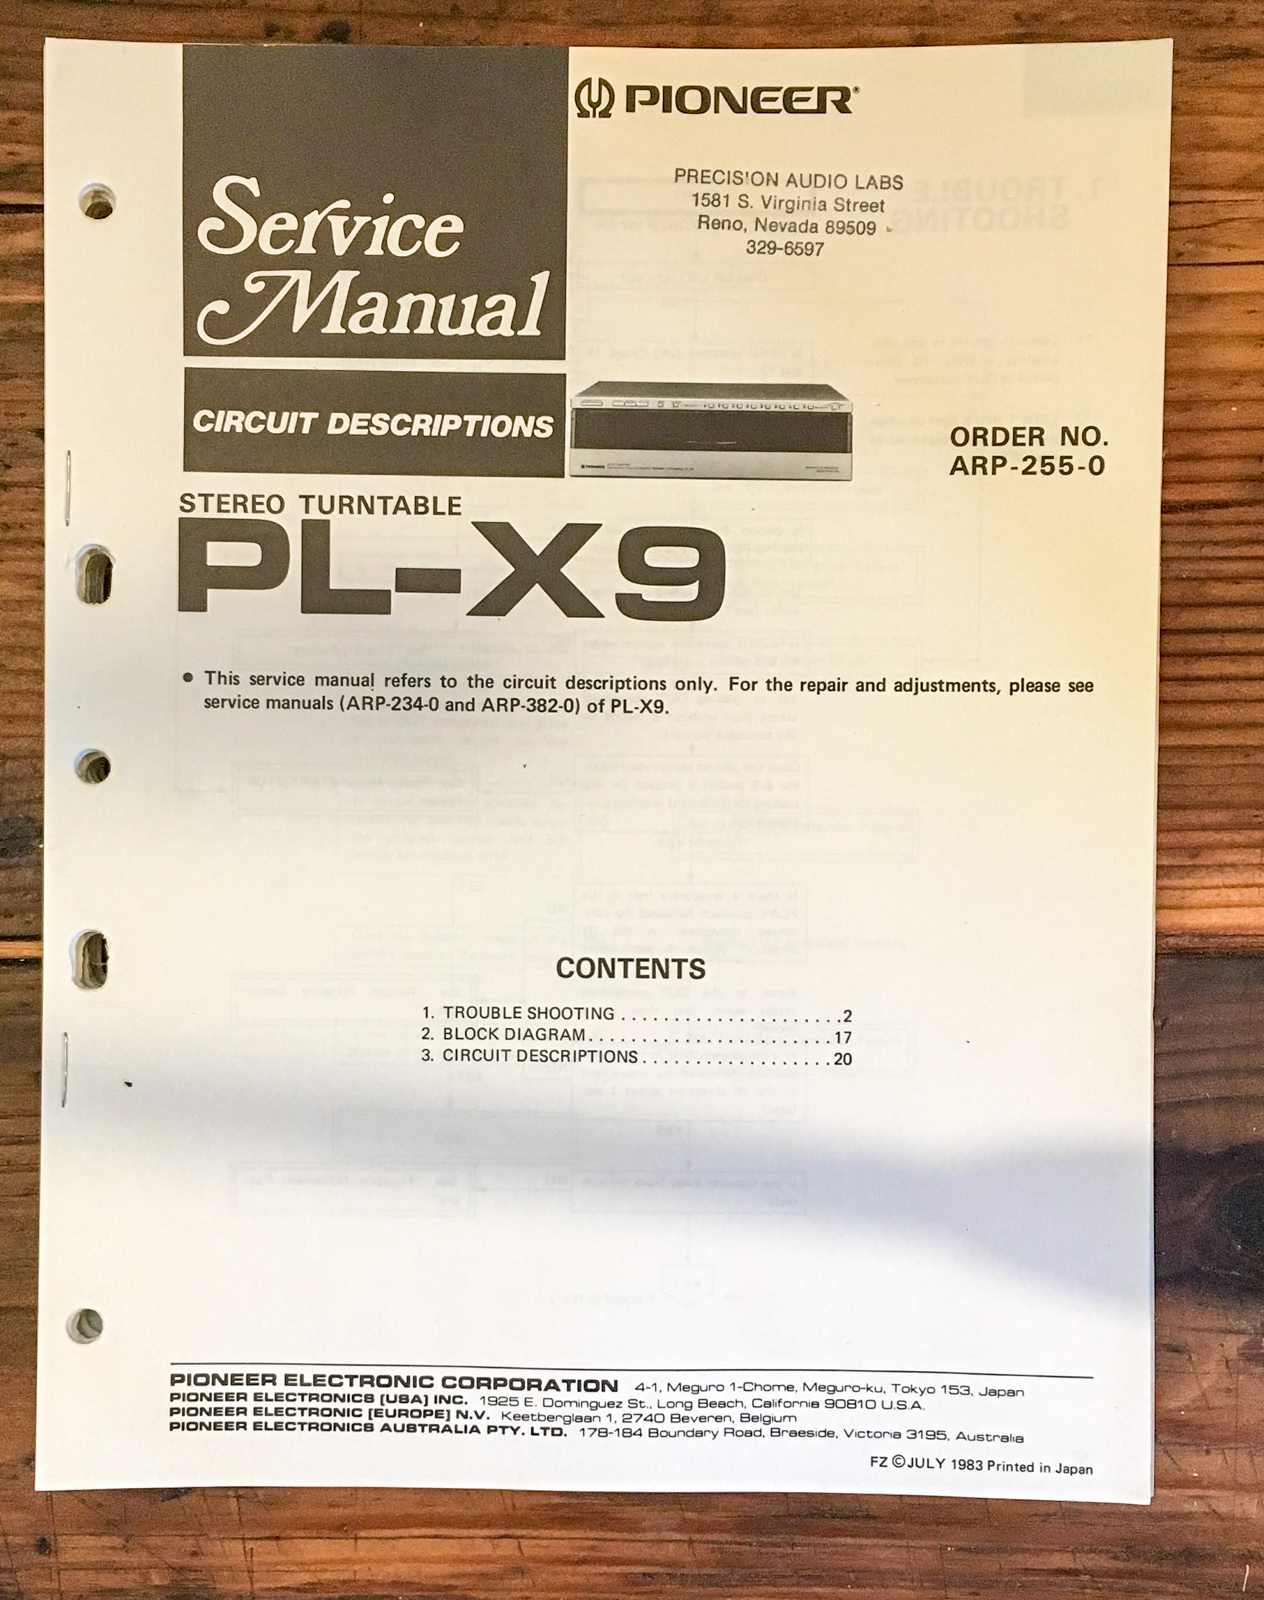 Service
Manual
PIONEER®
PRECISION AUDIO LABS
1581 S. Virginia Street
Reno, Nevada 89509
329-6597
CIRCUIT DESCRIPTIONS
PIONEER
ORDER NO.
ARP-255-0
STEREO TURNTABLE
PL-X9
● This service manual refers to the circuit descriptions only. For the repair and adjustments, please see
service manuals (ARP-234-0 and ARP-382-0) of PL-X9.
CONTENTS
1. TROUBLE SHOOTING . . . . . . . . . . . . . . . . . . . . . .2
2. BLOCK DIAGRAM. . . . . . . . . . . . . . . . . . . . . . . . 17
3. CIRCUIT DESCRIPTIONS . . . . . . . . . . . . . . . . . . . 20
PIONEER ELECTRONIC CORPORATION 4-1, Meguro 1-Chome, Meguro-ku, Tokyo 153, Japan
PIONEER ELECTRONICS [USA] INC. 1925 E. Dominguez St., Long Beach, California 90810 U.S.A.
PIONEER ELECTRONIC [EUROPE] N.V. Keetberglaan 1, 2740 Beveren, Belgium
PIONEER ELECTRONICS AUSTRALIA PTY. LTD. 178-184 Boundary Road, Braeside, Victoria 3195, Australia
FZ ©JULY 1983 Printed in Japan